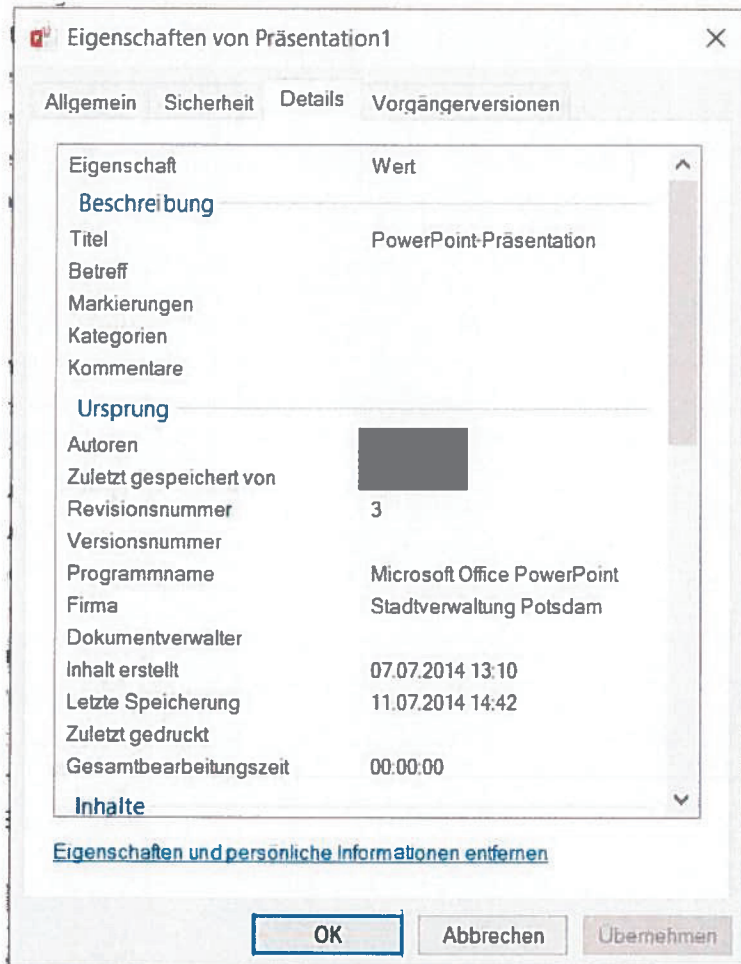 Eigenschaften von Präsentation1
Allgemein Sicherheit Details Vorgängerversionen
Eigenschaft Wert
Beschreibung
Titel PowerPoint-Präsentation
Betreff
Markierungen
Kategorien
Kommentare
Ursprung
Autoren
Zuletzt gespeichert von
Revisionsnummer 3
Versionsnummer
Programmname Microsoft Office PowerPoint
Firma Stadtverwaltung Potsdam
Dokumentverwalter
Inhalt erstellt 07.07.2014 13:10
Letzte Speicherung 11.07.2014 14:42
Zuletzt gedruckt
Gesamtbearbeitungszeit 00:00:00
Inhalte
Eigenschaften und persönliche Informationen entfernen
OK Abbrechen Übernehmen